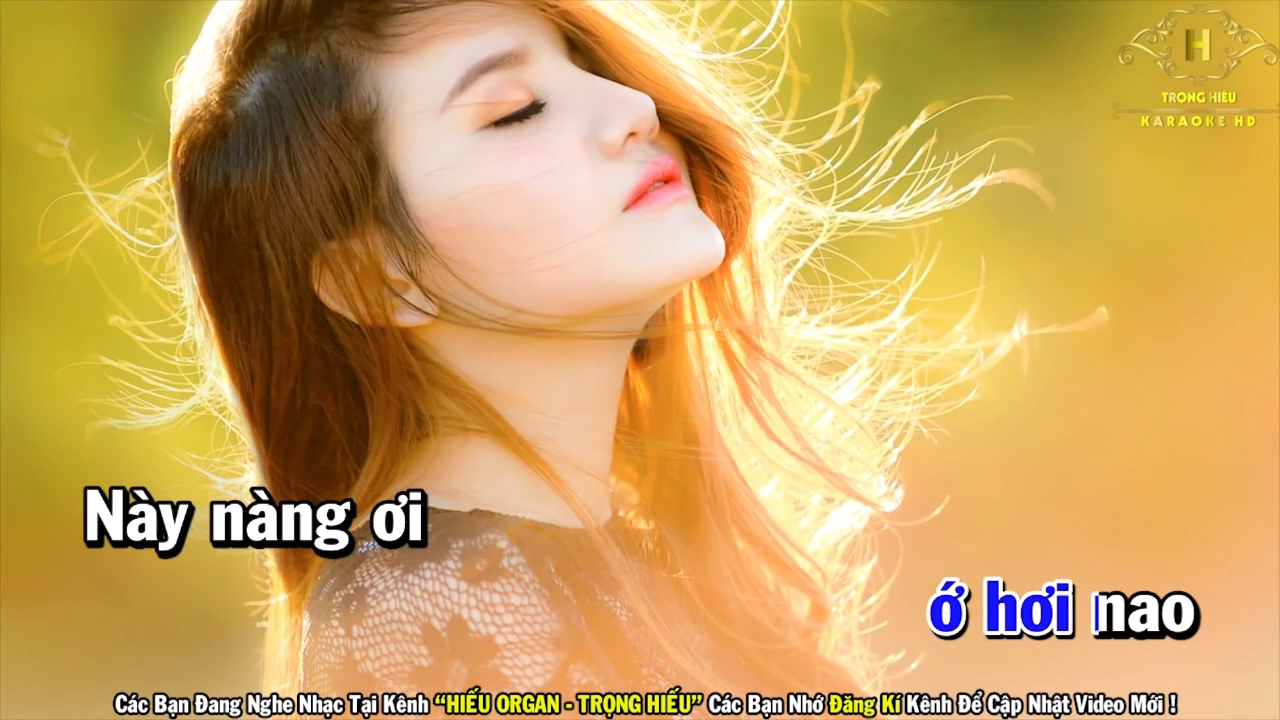 H
TRỌNG HIẾU
KARAOKE HD
Này nàng ơi
ớ hơi nao
Các Bạn Đang Nghe Nhạc Tại Kênh “HIẾU ORGAN - TRỌNG HIẾU” Các Bạn Nhớ Đăng Kí Kênh Để Cập Nhật Video Mới !